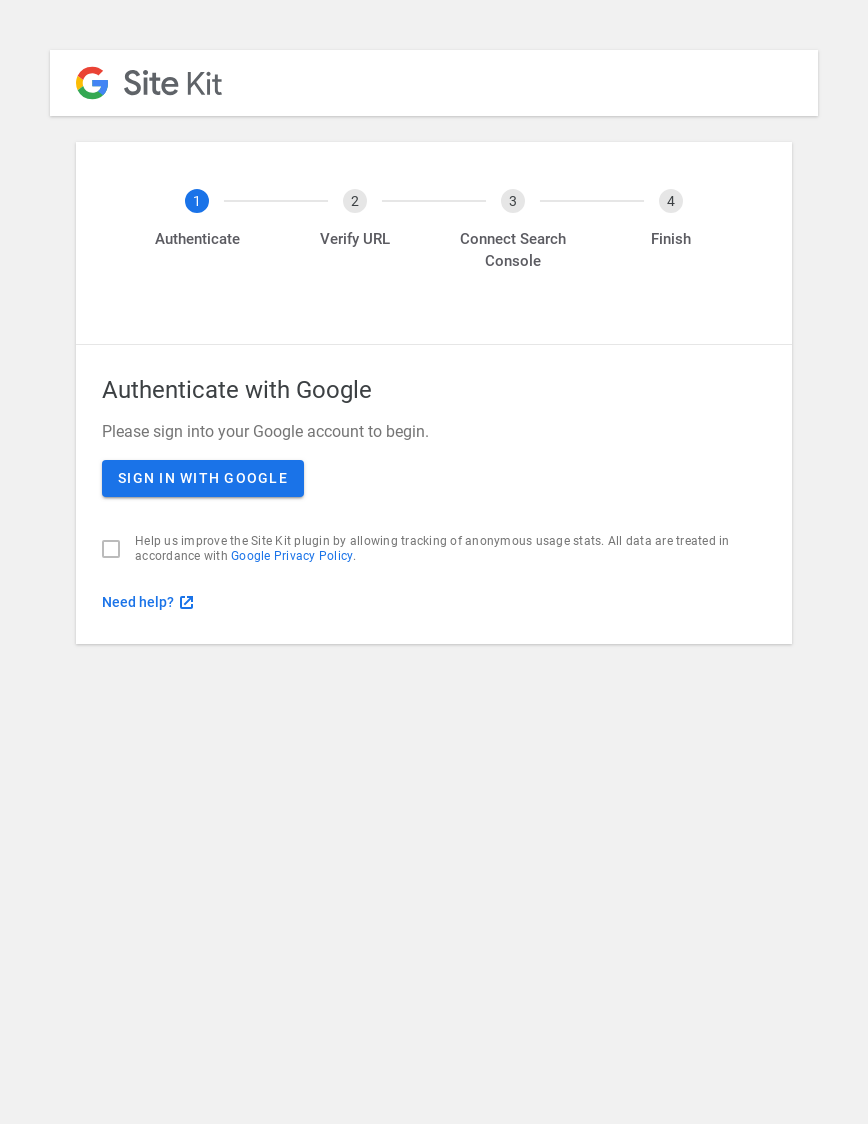 Site Kit
1
2
3
4
Authenticate
Verify URL
Connect Search
Console
Finish
Authenticate with Google
Please sign into your Google account to begin.
SIGN IN WITH GOOGLE
Help us improve the Site Kit plugin by allowing tracking of anonymous usage stats. All data are treated in
accordance with Google Privacy Policy.
Need help?